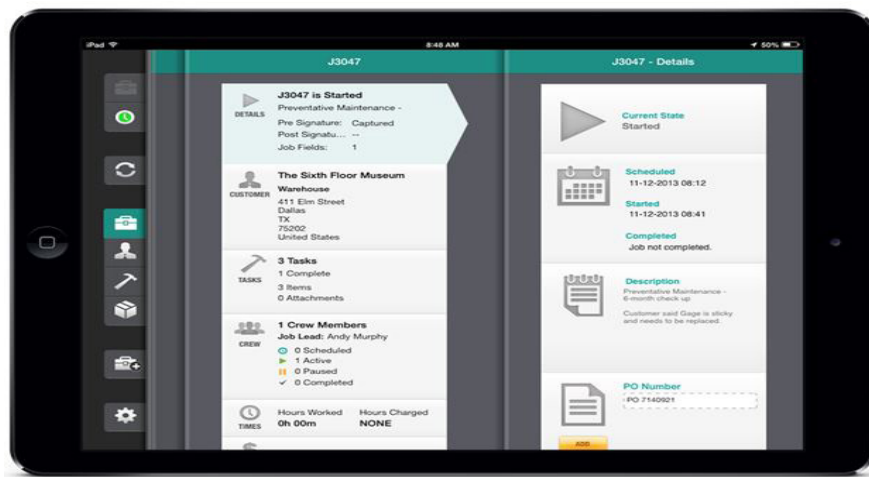 iPad
8:48 AM
50%
J3047
J3047 - Details
DETAILS
J3047 is Started
Preventative Maintenance -
Pre Signature: Captured
Post Signatu... --
Job Fields: 1
CUSTOMER
The Sixth Floor Museum
Warehouse
411 Elm Street
Dallas
TX
75202
United States
TASKS
3 Tasks
1 Complete
3 Items
0 Attachments
CREW
1 Crew Members
Job Lead: Andy Murphy
0 Scheduled
1 Active
0 Paused
0 Completed
TIMES
Hours Worked Hours Charged
0h 00m NONE
Current State
Started
Scheduled
11-12-2013 08:12
Started
11-12-2013 08:41
Completed
Job not completed.
Description
Preventative Maintenance -
6-month check up
Customer said Gage is sticky
and needs to be replaced.
PO Number
PO 7140921
ADD